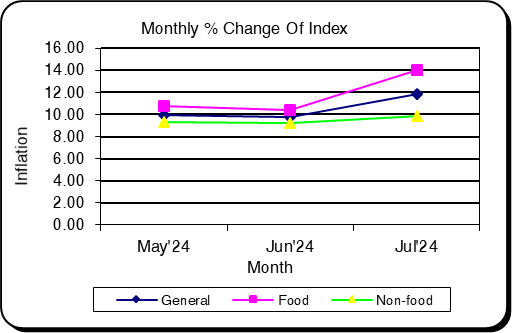 Monthly % Change Of Index
16.00
14.00
12.00
10.00
8.00
6.00
4.00
2.00
0.00
Inflation
May'24 Jun'24 Jul'24
Month
General Food Non-food